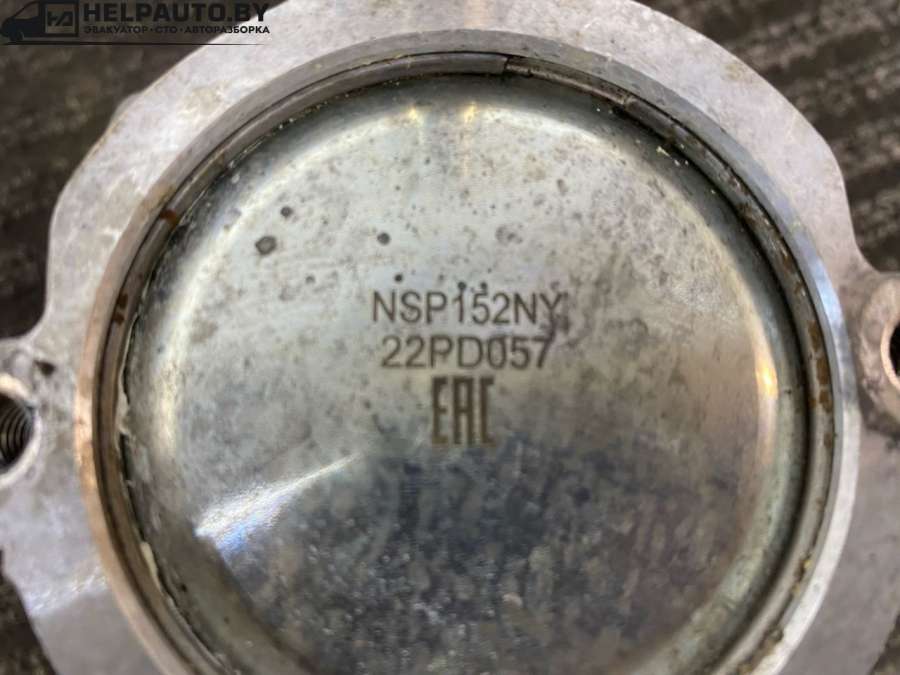 HELPAUTO.BY
ЭВАКУАТОР · СТО · АВТОРАЗБОРКА
NSP152NY
22PD057
EAC